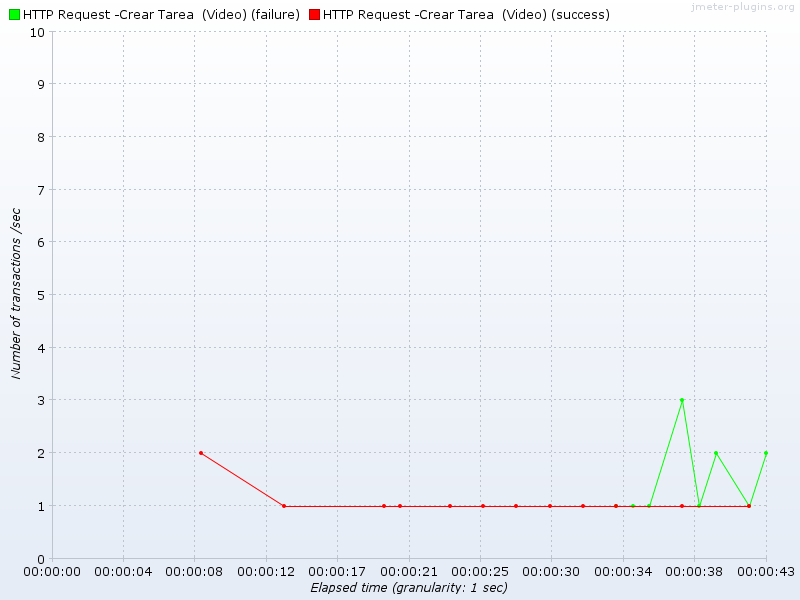 HTTP Request -Crear Tarea  (Video) (failure) HTTP Request -Crear Tarea  (Video) (success)
jmeter-plugins.org
10
9
8
7
6
5
4
3
2
1
0
Number of transactions /sec
00:00:00 00:00:04 00:00:08 00:00:12 00:00:17 00:00:21 00:00:25 00:00:30 00:00:34 00:00:38 00:00:43
Elapsed time (granularity: 1 sec)